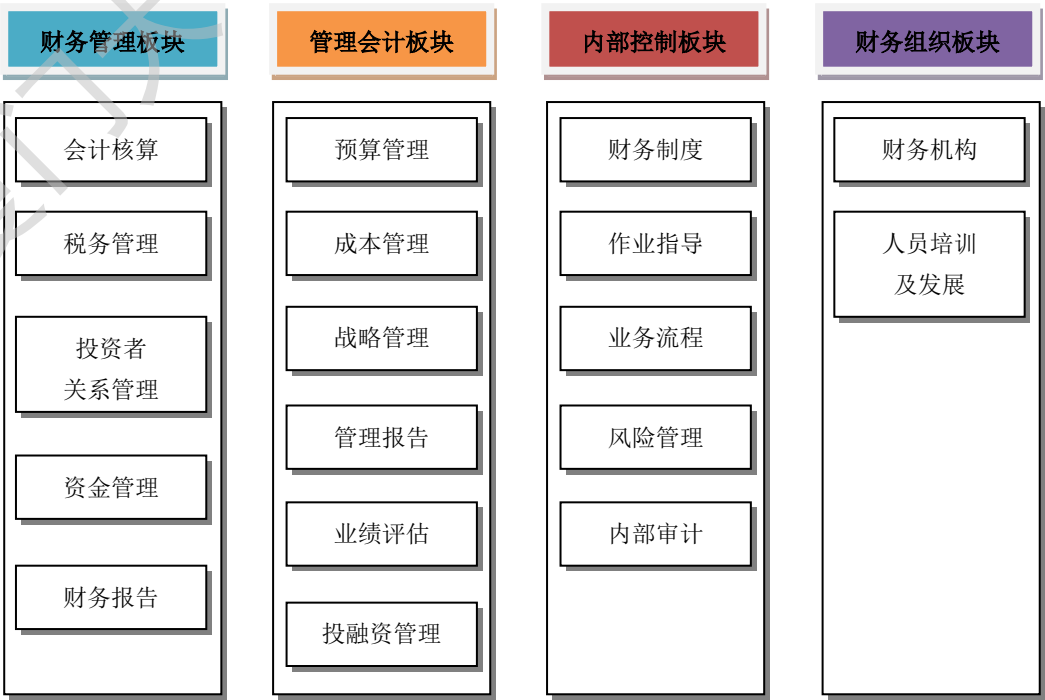 财务管理板块
会计核算
税务管理
投资者
关系管理
资金管理
财务报告
管理会计板块
预算管理
成本管理
战略管理
管理报告
业绩评估
投融资管理
内部控制板块
财务制度
作业指导
业务流程
风险管理
内部审计
财务组织板块
财务机构
人员培训
及发展